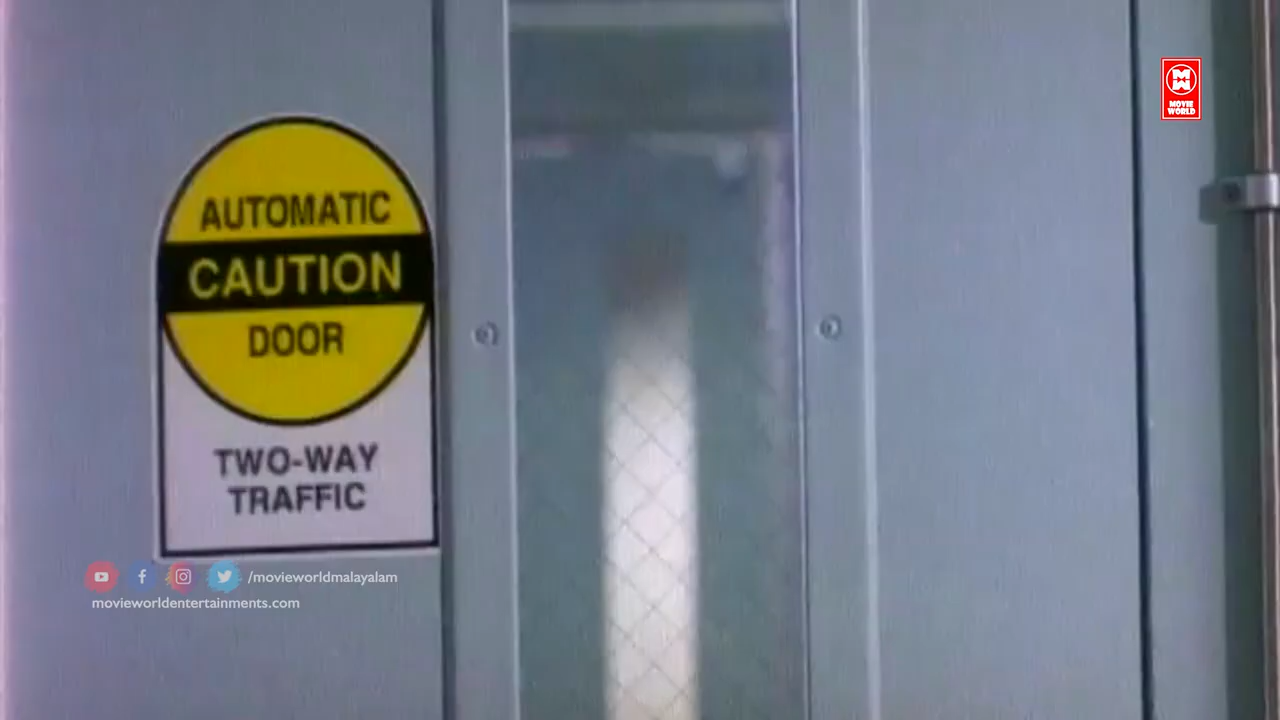 AUTOMATIC
CAUTION
DOOR
TWO-WAY
TRAFFIC
MOVIE
WORLD
/movieworldmalayalam
movieworldentertainments.com